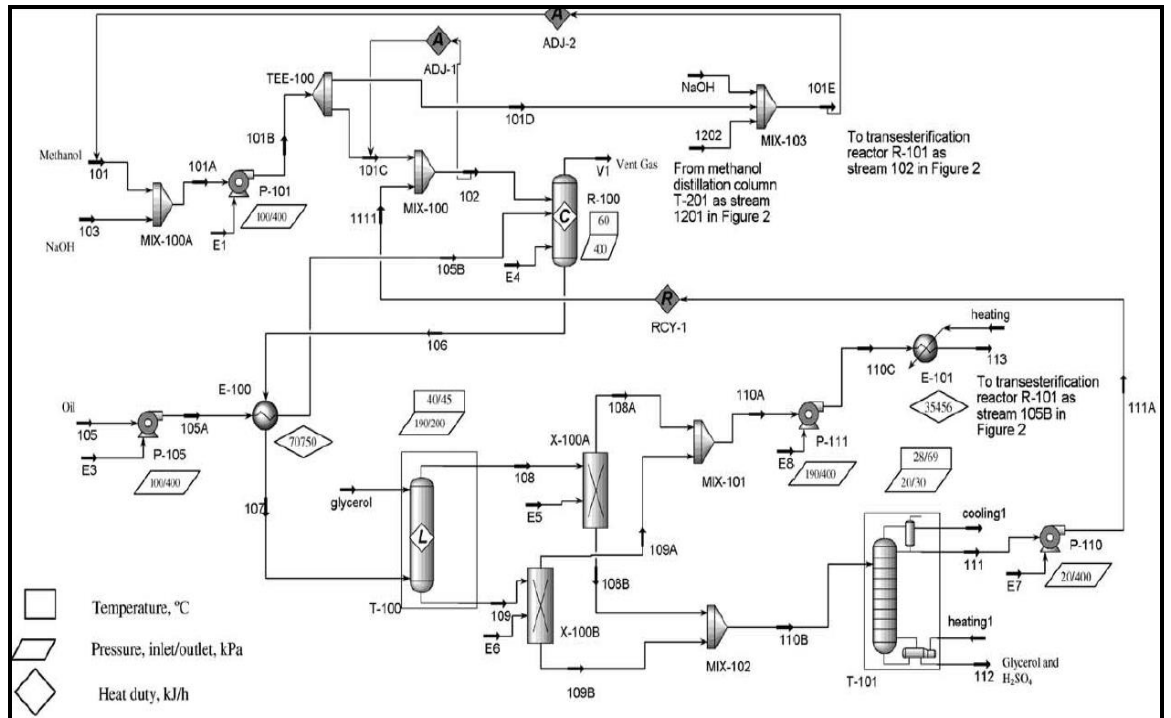 A
ADJ-2
A
ADJ-1
TEE-100
NaOH
101E
101B
101D
MIX-103
1202
To transesterification
reactor R-101 as
stream 102 in Figure 2
Methanol
101
101A
P-101
101C
MIX-100
102
V1
Vent Gas
From methanol
distillation column
T-201 as stream
1201 in Figure 2
R-100
103
NaOH
MIX-100A
E1
100/400
1111
C
60
400
105B
E4
R
RCY-1
106
heating
110C
113
E-101
E-100
Oil
105
105A
P-105
E3
100/400
70750
40/45
190/200
108A
110A
P-111
E8
190/400
35456
To transesterification
reactor R-101 as
stream 105B in
Figure 2
111A
X-100A
MIX-101
28/69
20/30
107
glycerol
108
E5
L
109A
cooling1
111
P-110
E7
20/400
T-100
109
E6
X-100B
108B
110B
MIX-102
heating1
109B
T-101
112
Glycerol and
H₂SO₄
Temperature, °C
Pressure, inlet/outlet, kPa
Heat duty, kJ/h